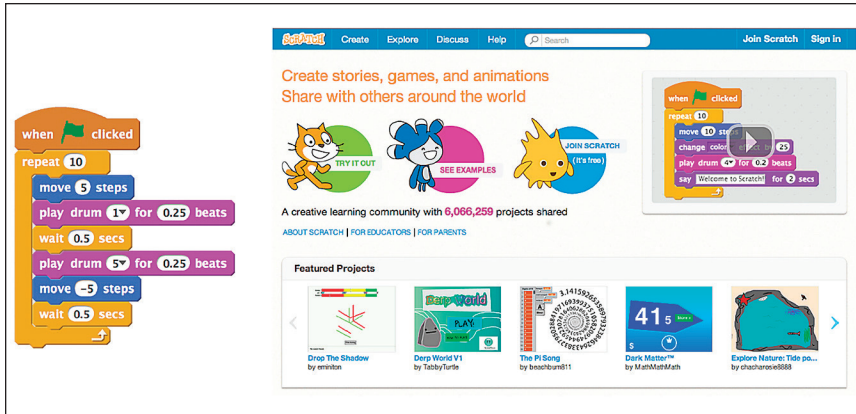 when clicked
repeat 10
move 5 steps
play drum 1 for 0.25 beats
wait 0.5 secs
play drum 5 for 0.25 beats
move -5 steps
wait 0.5 secs
SCRATCH Create Explore Discuss Help Search Join Scratch Sign in
Create stories, games, and animations
Share with others around the world
TRY IT OUT
SEE EXAMPLES
JOIN SCRATCH
(it's free)
A creative learning community with 6,066,259 projects shared
ABOUT SCRATCH | FOR EDUCATORS | FOR PARENTS
when clicked
repeat 10
move 10 steps
change color effect by 25
play drum 4 for 0.2 beats
say Welcome to Scratch! for 2 secs
Featured Projects
Derp World
PLAY!
3.14159265358979
415
Drop The Shadow
by eminiton
Derp World V1
by TabbyTurtle
The Pi Song
by beachbum811
Dark Matter™
by MathMathMath
Explore Nature: Tide po...
by chacharosie8888